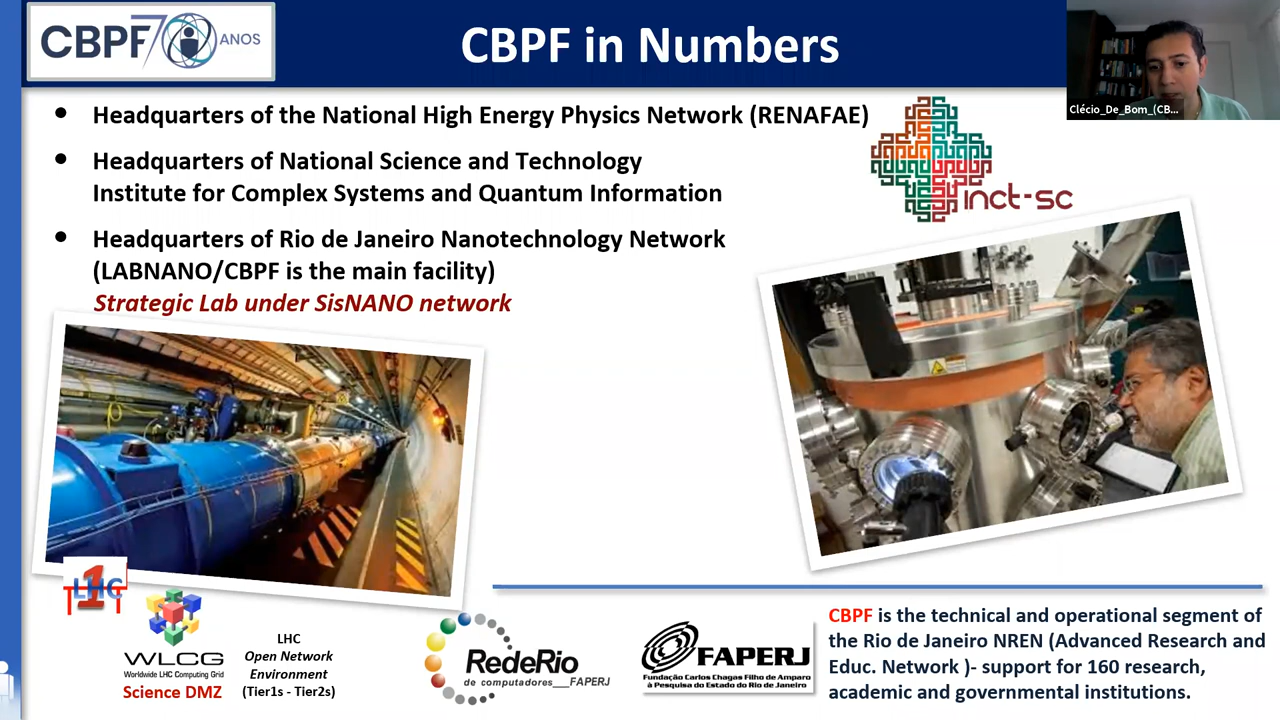 CBPF 70 ANOS
CBPF in Numbers
Clécio_De_Bom_(CB...
• Headquarters of the National High Energy Physics Network (RENAFAE)
• Headquarters of National Science and Technology
Institute for Complex Systems and Quantum Information
inct-sc
• Headquarters of Rio de Janeiro Nanotechnology Network
(LABNANO/CBPF is the main facility)
Strategic Lab under SisNANO network
LHC
1
WLCG
Worldwide LHC Computing Grid
Science DMZ
LHC
Open Network
Environment
(Tier1s - Tier2s)
RedeRio
de computadores___FAPERJ
FAPERJ
Fundação Carlos Chagas Filho de Amparo
à Pesquisa do Estado do Rio de Janeiro
CBPF is the technical and operational segment of
the Rio de Janeiro NREN (Advanced Research and
Educ. Network )- support for 160 research,
academic and governmental institutions.